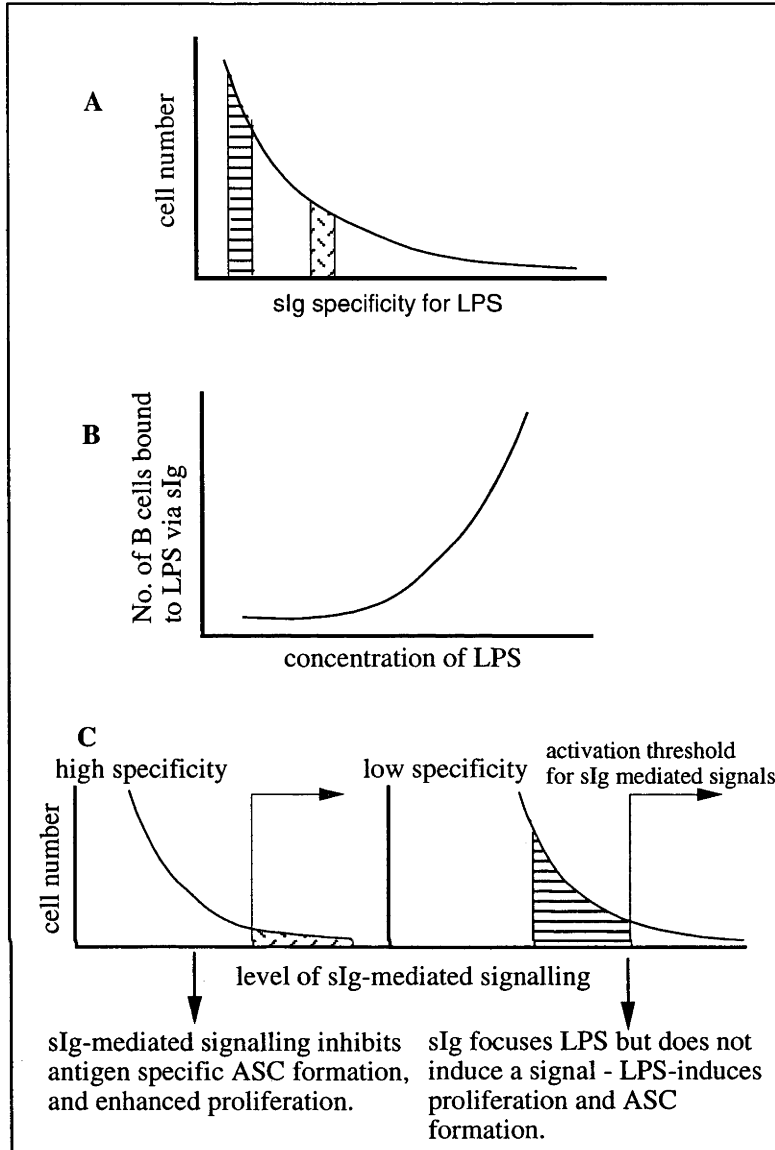 A
cell number
sIg specificity for LPS
B
No. of B cells bound
to LPS via sIg
concentration of LPS
C
high specificity
low specificity
activation threshold
for sIg mediated signals
cell number
level of sIg-mediated signalling
sIg-mediated signalling inhibits
antigen specific ASC formation,
and enhanced proliferation.
sIg focuses LPS but does not
induce a signal - LPS-induces
proliferation and ASC
formation.